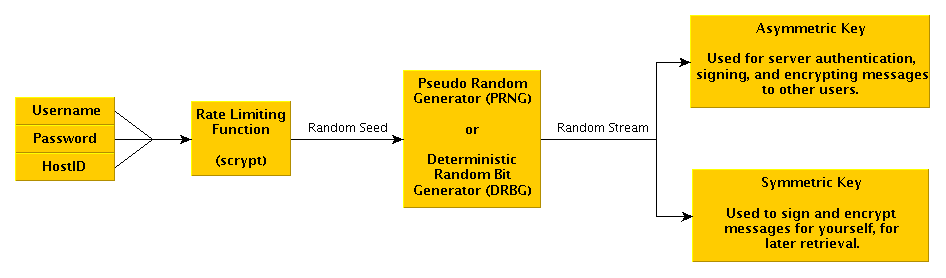 Username
Password
HostID
Rate Limiting
Function
(scrypt)
Random Seed
Pseudo Random
Generator (PRNG)
or
Deterministic
Random Bit
Generator (DRBG)
Random Stream
Asymmetric Key
Used for server authentication,
signing, and encrypting messages
to other users.
Symmetric Key
Used to sign and encrypt
messages for yourself, for
later retrieval.